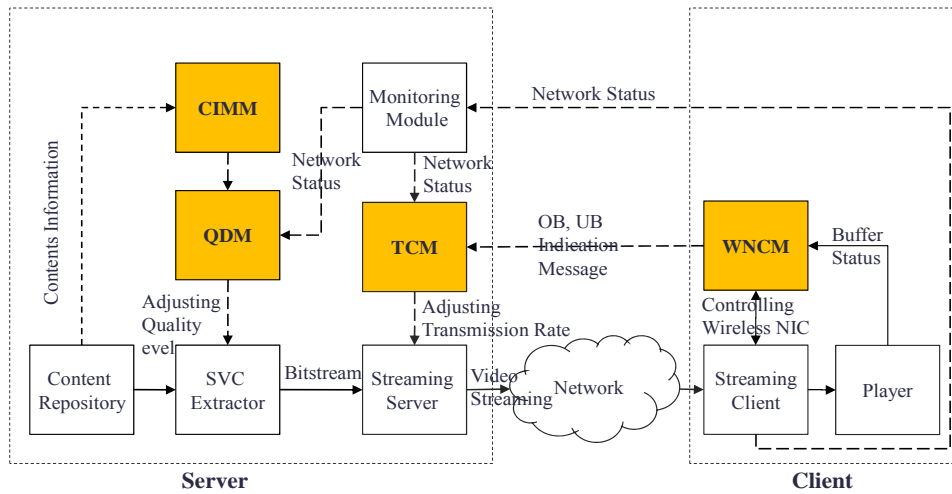 CIMM
Monitoring
Module
Network Status
Network
Status
Network
Status
Contents Information
QDM
TCM
OB, UB
Indication
Message
WNCM
Buffer
Status
Adjusting
Quality
evel
Adjusting
Transmission Rate
Controlling
Wireless NIC
Content
Repository
SVC
Extractor
Bitstream
Streaming
Server
Video
Streaming
Network
Streaming
Client
Player
Server
Client